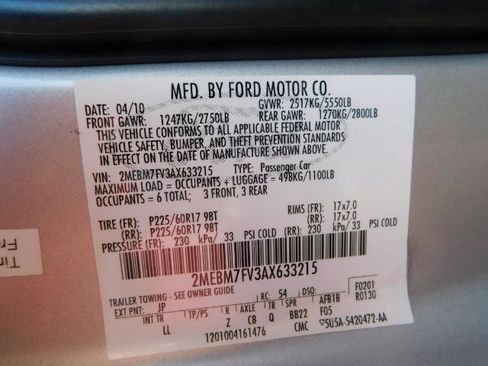 MFD. BY FORD MOTOR CO.
DATE: 04/10 GVWR: 2517KG/5550LB
FRONT GAWR: 1247KG/2750LB REAR GAWR: 1270KG/2800LB
THIS VEHICLE CONFORMS TO ALL APPLICABLE FEDERAL MOTOR
VEHICLE SAFETY, BUMPER, AND THEFT PREVENTION STANDARDS
IN EFFECT ON THE DATE OF MANUFACTURE SHOWN ABOVE.
VIN: 2MEBM7FV3AX633215 TYPE: Passenger Car
MAXIMUM LOAD = OCCUPANTS + LUGGAGE = 498KG/1100LB
OCCUPANTS = 6 TOTAL; 3 FRONT, 3 REAR
TIRE (FR): P225/60R17 98T RIMS (FR): 17x7.0
(RR): P225/60R17 98T (RR): 17x7.0
PRESSURE (FR): 230 kPa/ 33 PSI COLD (RR): 230 kPa/ 33 PSI COLD
2MEBM7FV3AX633215
TRAILER TOWING - SEE OWNER GUIDE
EXT PNT: JP RC: 54 DSO: F0201
INT TR TP/PS R AXLE TR SPR AFB1B R0130
LL Z C8 Q BB22 F05
1201004161476 CMC 5U5A-5420472-AA
Tir
Fr